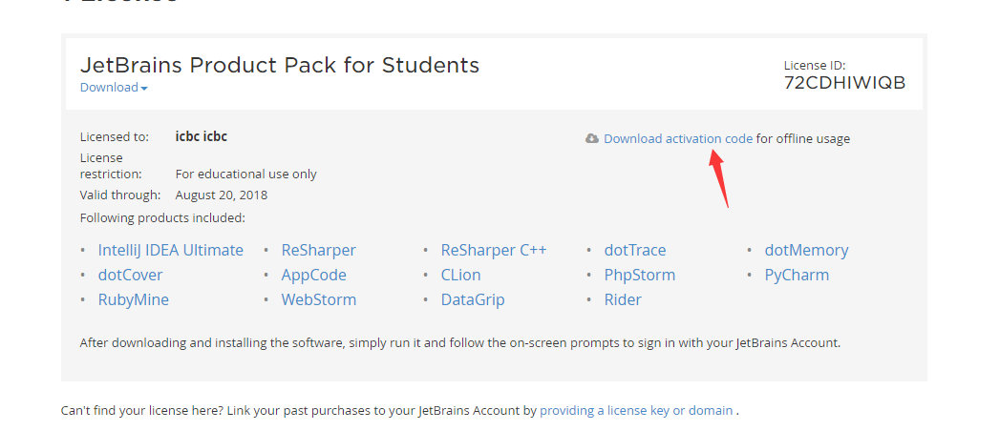 JetBrains Product Pack for Students
Download
License ID:
72CDHIWIQB
Licensed to: icbc icbc
Download activation code for offline usage
License
restriction: For educational use only
Valid through: August 20, 2018
Following products included:
• IntelliJ IDEA Ultimate • ReSharper • ReSharper C++ • dotTrace • dotMemory
• dotCover • AppCode • CLion • PhpStorm • PyCharm
• RubyMine • WebStorm • DataGrip • Rider
After downloading and installing the software, simply run it and follow the on-screen prompts to sign in with your JetBrains Account.
Can't find your license here? Link your past purchases to your JetBrains Account by providing a license key or domain .